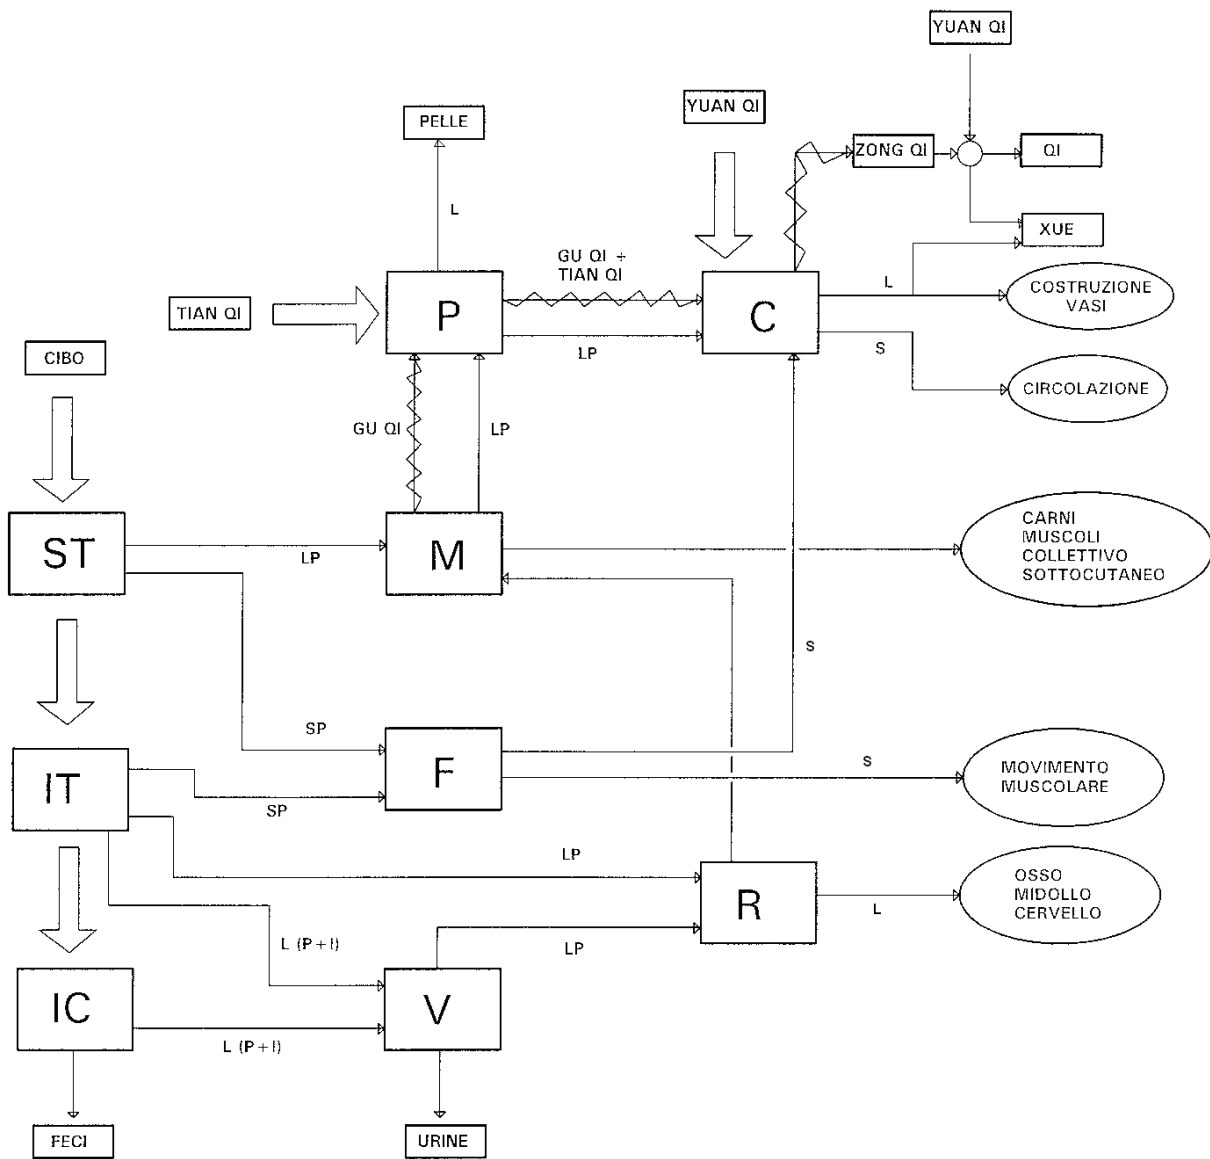 YUAN QI
YUAN QI
PELLE
ZONG QI
QI
L
XUE
GU QI +
TIAN QI
TIAN QI
P
C
L
COSTRUZIONE
VASI
LP
S
CIBO
CIRCOLAZIONE
GU QI
LP
ST
LP
M
CARNI
MUSCOLI
COLLETTIVO
SOTTOCUTANEO
S
SP
F
S
MOVIMENTO
MUSCOLARE
IT
SP
LP
R
L
OSSO
MIDOLLO
CERVELLO
L (P+I)
LP
IC
V
L (P+I)
FECI
URINE